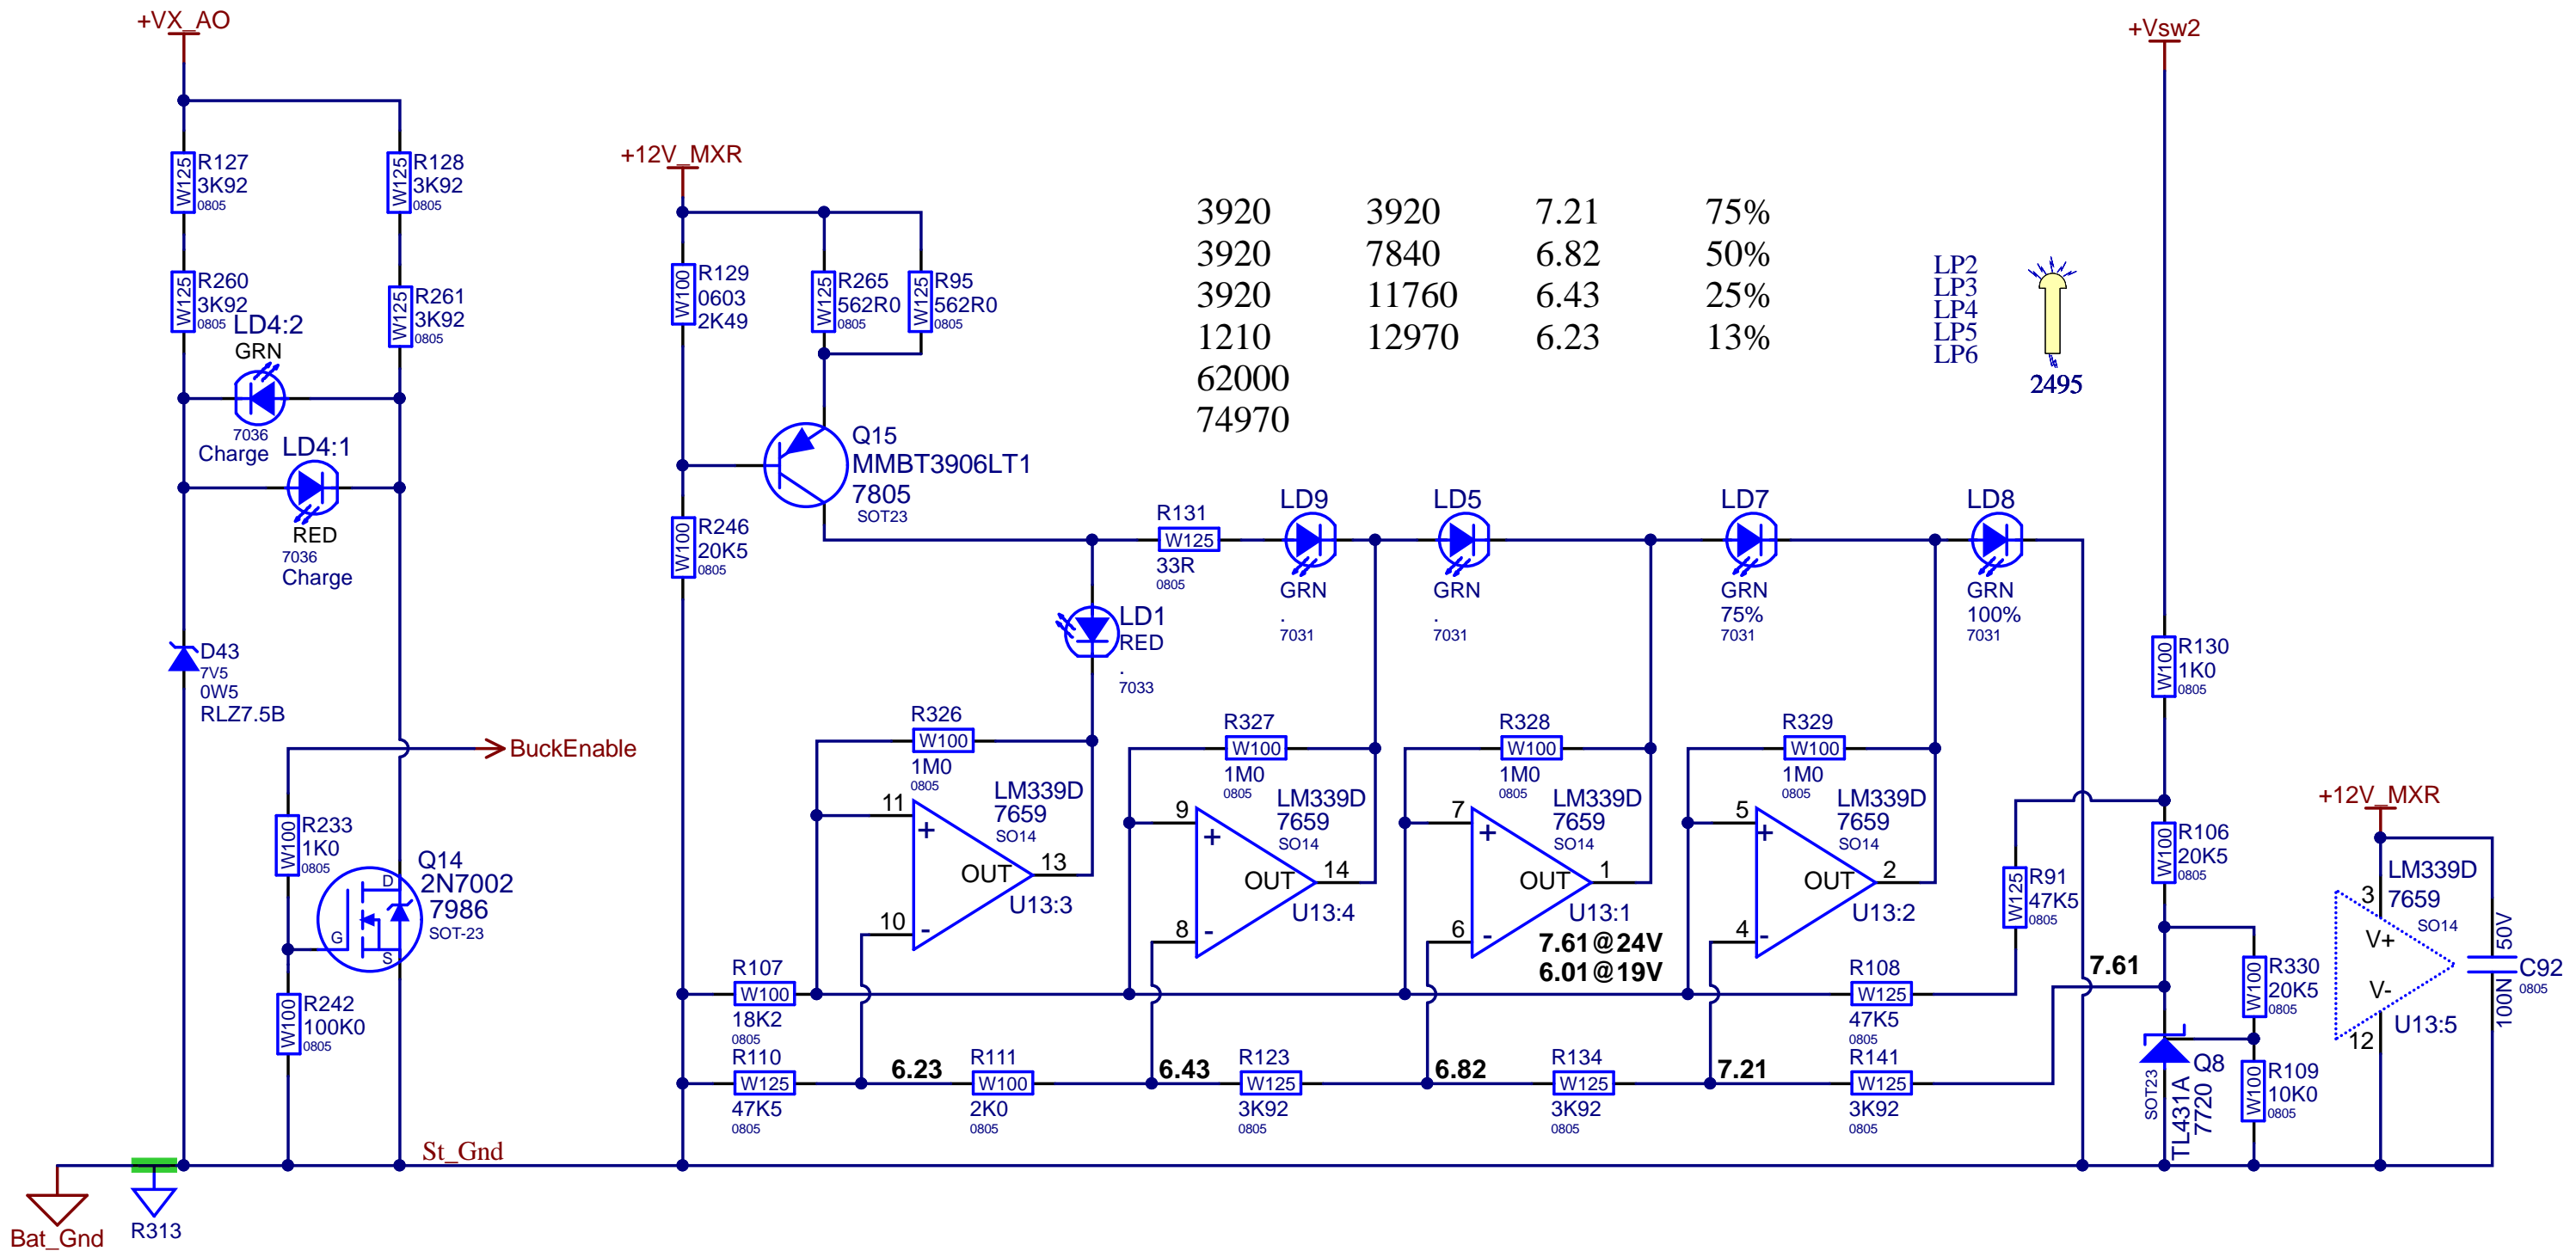 +VX_AO
R127
3K92
0805
W125
R128
3K92
0805
W125
R260
3K92
0805
W125
R261
3K92
0805
W125
LD4:2
GRN
7036
Charge
LD4:1
RED
7036
Charge
D43
7V5
0W5
RLZ7.5B
BuckEnable
R233
1K0
0805
W100
Q14
2N7002
7986
SOT-23
D
G
S
R242
100K0
0805
W100
St_Gnd
Bat_Gnd
R313
+12V_MXR
R129
0603
2K49
W100
R265
562R0
0805
W125
R95
562R0
0805
W125
Q15
MMBT3906LT1
7805
SOT23
R246
20K5
0805
W100
3920 3920 7.21 75%
3920 7840 6.82 50%
3920 11760 6.43 25%
1210 12970 6.23 13%
62000
74970
LP2
LP3
LP4
LP5
LP6
2495
R131
W125
33R
0805
LD9
GRN
.
7031
LD5
GRN
.
7031
LD7
GRN
75%
7031
LD8
GRN
100%
7031
LD1
RED
.
7033
R326
W100
1M0
0805
LM339D
7659
SO14
11
+
10
-
OUT
13
U13:3
R327
W100
1M0
0805
LM339D
7659
SO14
9
+
8
-
OUT
14
U13:4
R328
W100
1M0
0805
LM339D
7659
SO14
7
+
6
-
OUT
1
U13:1
7.61@24V
6.01@19V
R329
W100
1M0
0805
LM339D
7659
SO14
5
+
4
-
OUT
2
U13:2
R107
W100
18K2
0805
R108
W125
47K5
0805
R110
W125
47K5
0805
6.23
R111
W100
2K0
0805
6.43
R123
W125
3K92
0805
6.82
R134
W125
3K92
0805
7.21
R141
W125
3K92
0805
+Vsw2
R130
1K0
0805
W100
R106
20K5
0805
W100
R91
47K5
0805
W125
7.61
R330
20K5
0805
W100
R109
10K0
0805
W100
Q8
TL431A
7720
SOT23
+12V_MXR
LM339D
7659
SO14
3
V+
V-
12
U13:5
C92
0805
50V
100N